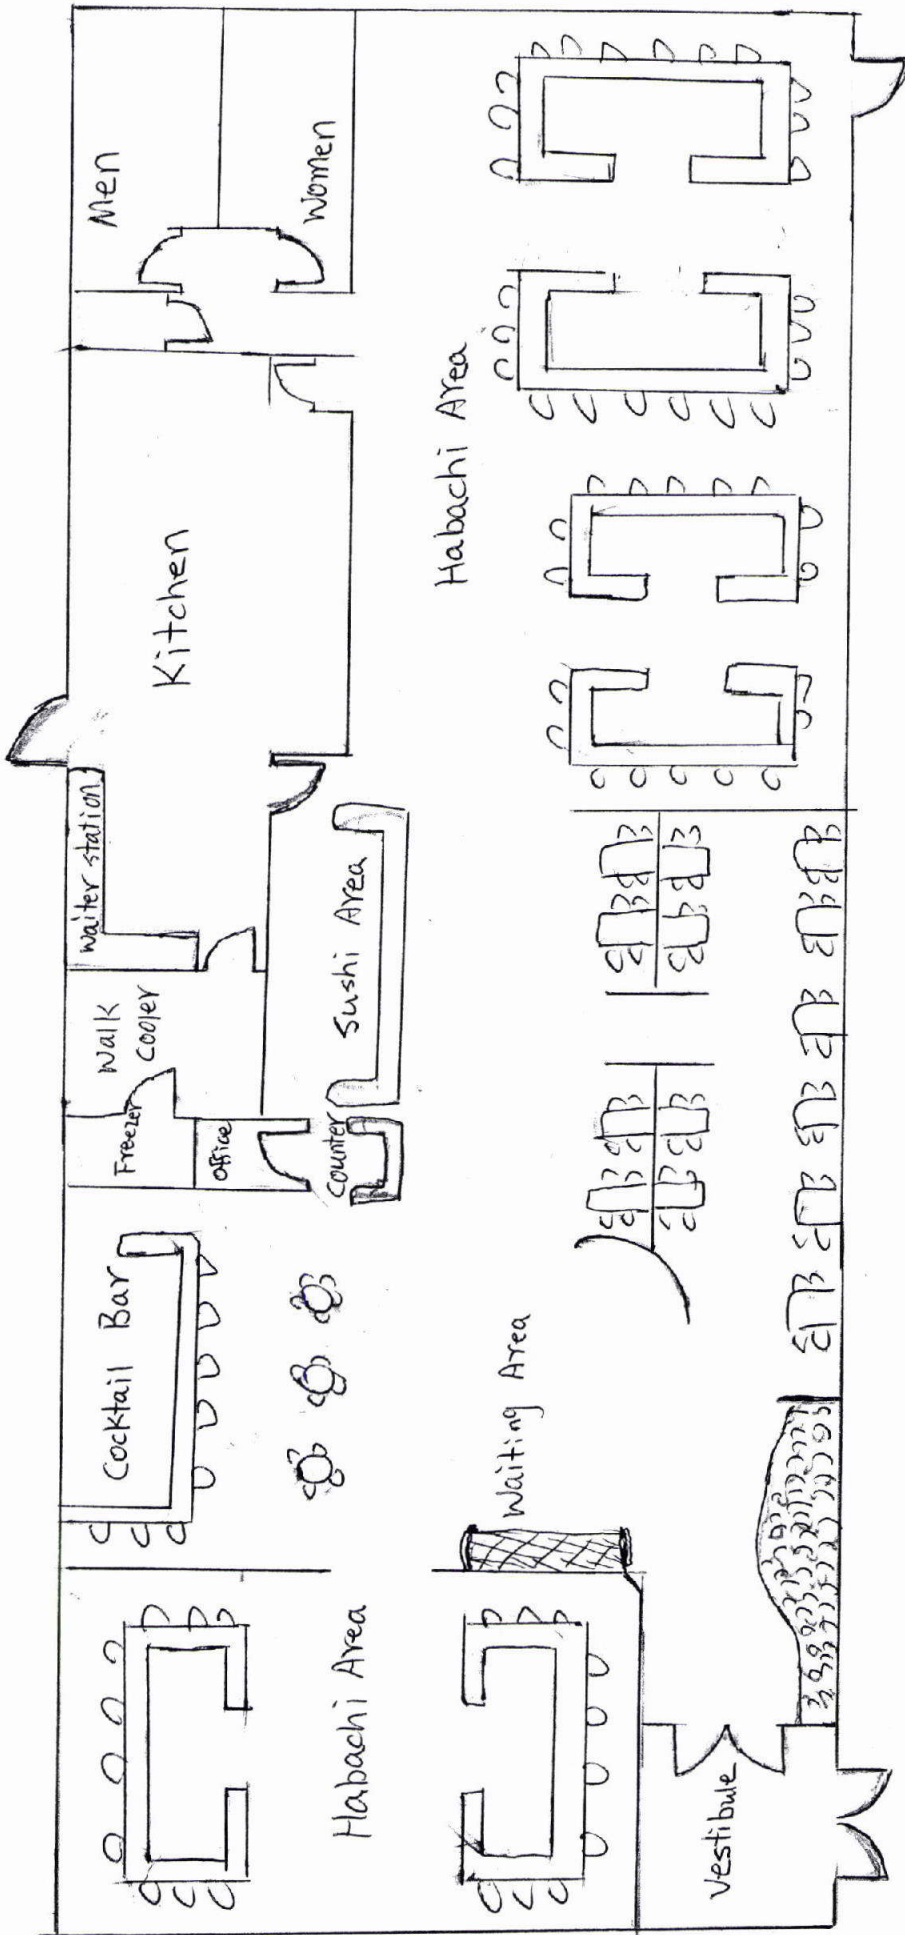 Men
Women
Kitchen
Habachi Area
waiter station
Walk
Cooler
Sushi Area
Freezer
Office
Counter
Cocktail Bar
Waiting Area
Habachi Area
Vestibule